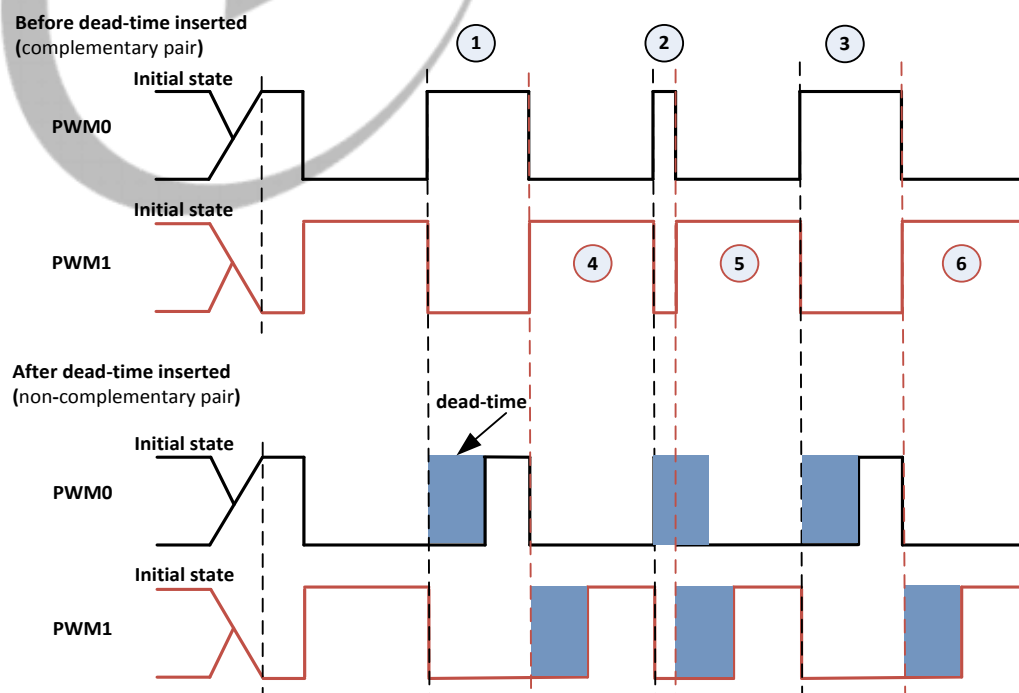 Before dead-time inserted
(complementary pair)
1
2
3
Initial state
PWM0
Initial state
PWM1
4
5
6
After dead-time inserted
(non-complementary pair)
dead-time
Initial state
PWM0
Initial state
PWM1